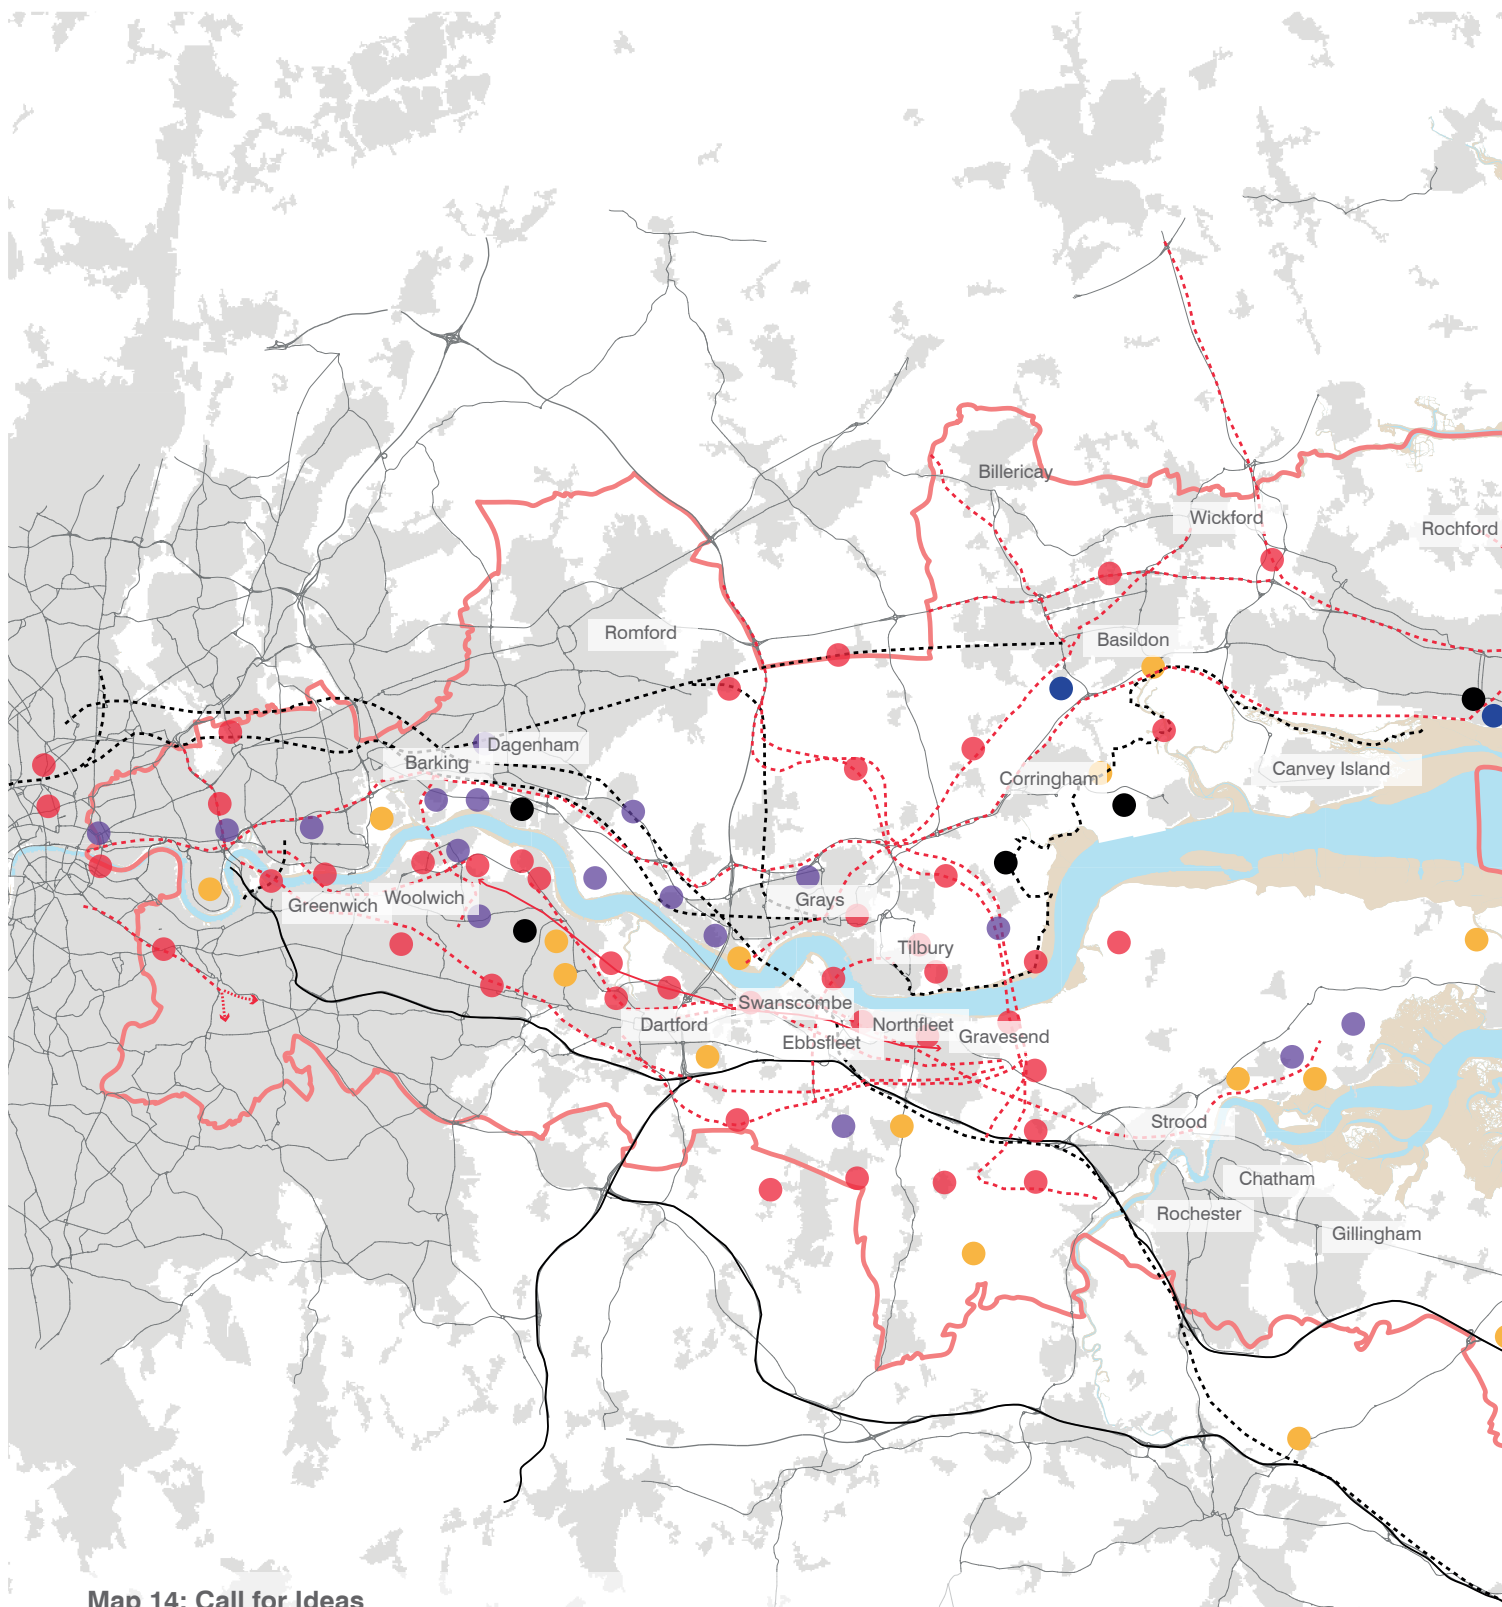 Billericay
Wickford
Rochford
Romford
Basildon
Dagenham
Barking
Corringham
Canvey Island
Grays
Woolwich
Greenwich
Tilbury
Swanscombe
Dartford
Northfleet
Gravesend
Ebbsfleet
Strood
Chatham
Rochester
Gillingham
Map 14: Call for Ideas